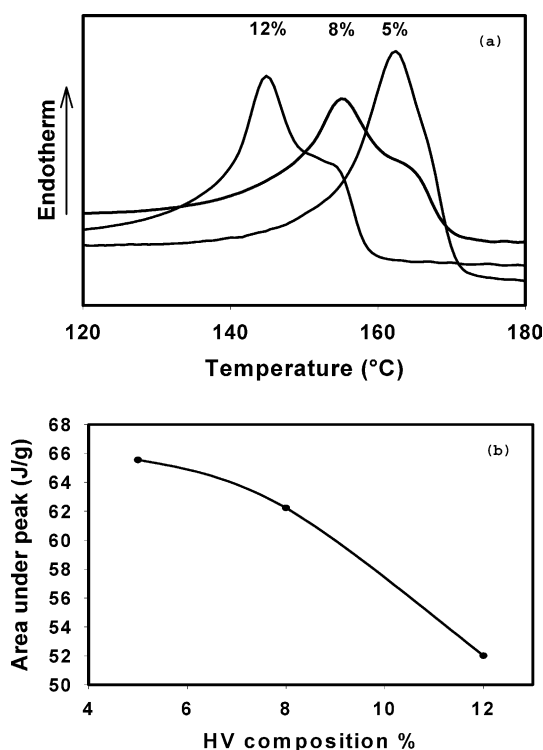 12% 8% 5% (a)
Endotherm
120 140 160 180
Temperature (°C)
68
(b)
66
64
62
60
58
56
54
52
50
Area under peak (J/g)
4 6 8 10 12
HV composition %